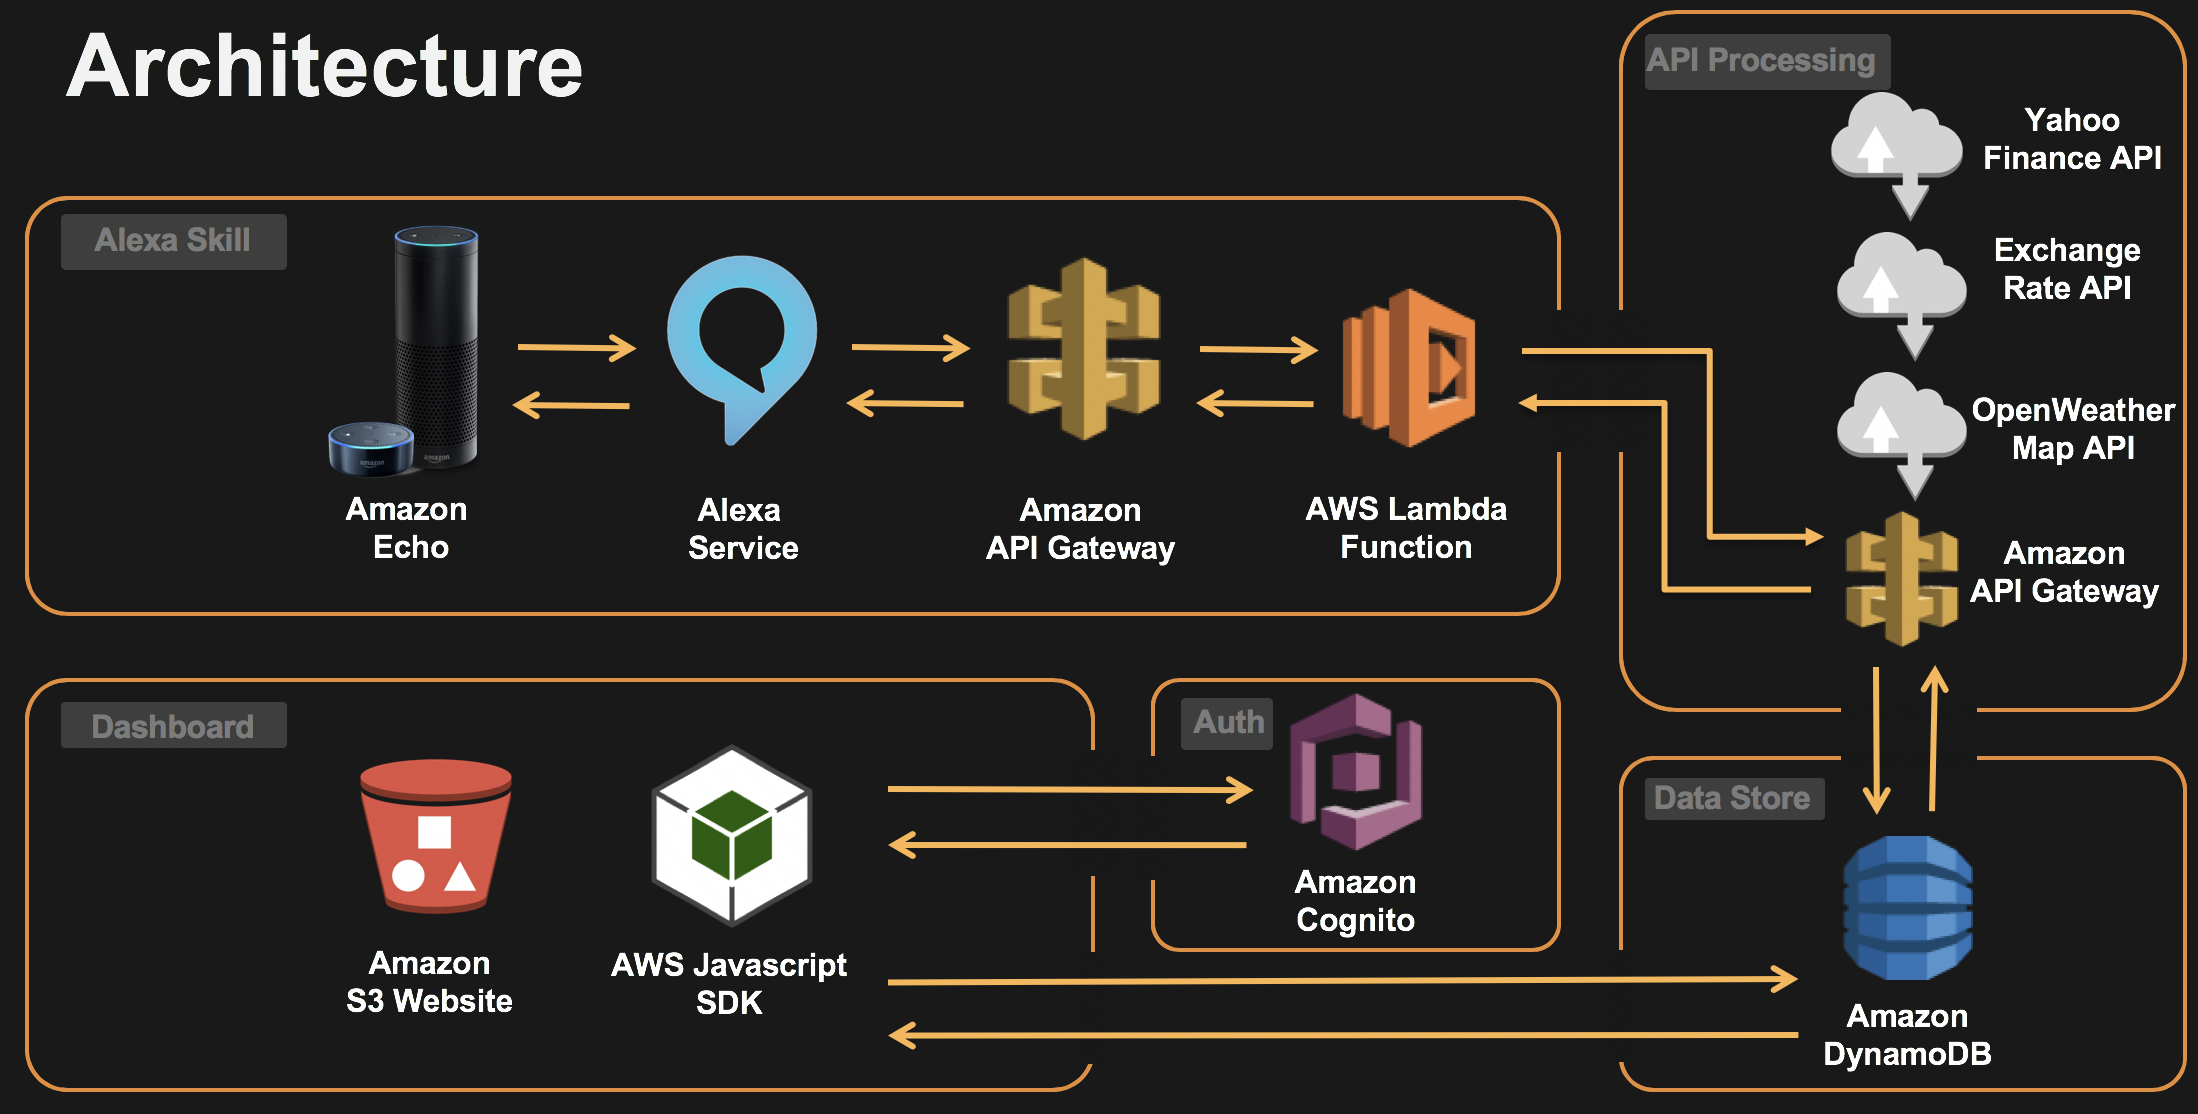 Architecture
API Processing
Yahoo
Finance API
Exchange
Rate API
OpenWeather
Map API
Amazon
API Gateway
Alexa Skill
amazon
amazon
Amazon
Echo
Alexa
Service
Amazon
API Gateway
AWS Lambda
Function
Dashboard
Amazon
S3 Website
AWS Javascript
SDK
Auth
Amazon
Cognito
Data Store
Amazon
DynamoDB